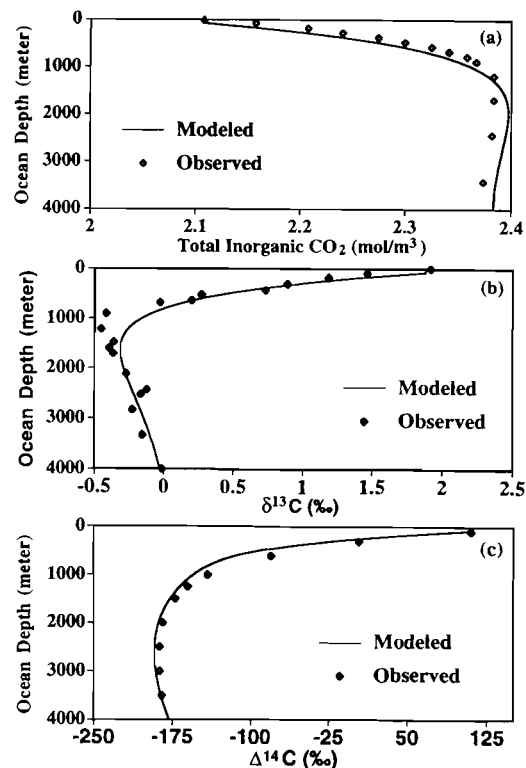 0
1000
2000
3000
4000
Ocean Depth (meter)
(a)
Modeled
Observed
2 2.1 2.2 2.3 2.4
Total Inorganic CO₂ (mol/m³)
0
1000
2000
3000
4000
Ocean Depth (meter)
(b)
Modeled
Observed
-0.5 0 0.5 1 1.5 2 2.5
δ¹³C (‰)
0
1000
2000
3000
4000
Ocean Depth (meter)
(c)
Modeled
Observed
-250 -175 -100 -25 50 125
Δ¹⁴C (‰)